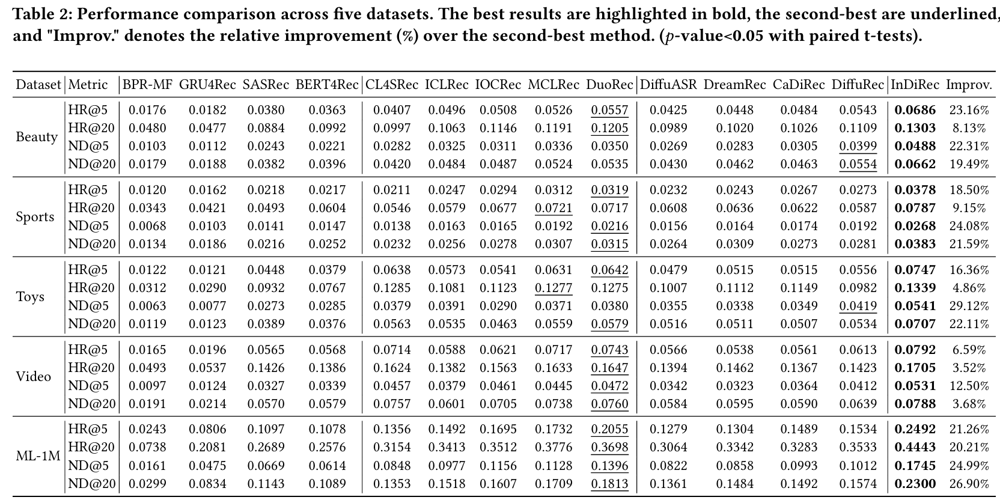 Table 2: Performance comparison across five datasets. The best results are highlighted in bold, the second-best are underlined,
and "Improv." denotes the relative improvement (%) over the second-best method. (p-value<0.05 with paired t-tests).
Dataset Metric BPR-MF GRU4Rec SASRec BERT4Rec CL4SRec ICLRec IOCRec MCLRec DuoRec DiffuASR DreamRec CaDiRec DiffuRec InDiRec Improv.
Beauty
HR@5 0.0176 0.0182 0.0380 0.0363 0.0407 0.0496 0.0508 0.0526 0.0557 0.0425 0.0448 0.0484 0.0543 0.0686 23.16%
HR@20 0.0480 0.0477 0.0884 0.0992 0.0997 0.1063 0.1146 0.1191 0.1205 0.0989 0.1020 0.1026 0.1109 0.1303 8.13%
ND@5 0.0103 0.0112 0.0243 0.0221 0.0282 0.0325 0.0311 0.0336 0.0350 0.0269 0.0283 0.0305 0.0399 0.0488 22.31%
ND@20 0.0179 0.0188 0.0382 0.0396 0.0420 0.0484 0.0487 0.0524 0.0535 0.0430 0.0462 0.0463 0.0554 0.0662 19.49%
Sports
HR@5 0.0120 0.0162 0.0218 0.0217 0.0211 0.0247 0.0294 0.0312 0.0319 0.0232 0.0243 0.0267 0.0273 0.0378 18.50%
HR@20 0.0343 0.0421 0.0493 0.0604 0.0546 0.0579 0.0677 0.0721 0.0717 0.0608 0.0636 0.0622 0.0587 0.0787 9.15%
ND@5 0.0068 0.0103 0.0141 0.0147 0.0138 0.0163 0.0165 0.0192 0.0216 0.0156 0.0164 0.0174 0.0192 0.0268 24.08%
ND@20 0.0134 0.0186 0.0216 0.0252 0.0232 0.0256 0.0278 0.0307 0.0315 0.0264 0.0309 0.0273 0.0281 0.0383 21.59%
Toys
HR@5 0.0122 0.0121 0.0448 0.0379 0.0638 0.0573 0.0541 0.0631 0.0642 0.0479 0.0515 0.0515 0.0556 0.0747 16.36%
HR@20 0.0312 0.0290 0.0932 0.0767 0.1285 0.1081 0.1123 0.1277 0.1275 0.1007 0.1112 0.1149 0.0982 0.1339 4.86%
ND@5 0.0063 0.0077 0.0273 0.0285 0.0379 0.0391 0.0290 0.0371 0.0380 0.0355 0.0338 0.0349 0.0419 0.0541 29.12%
ND@20 0.0119 0.0123 0.0389 0.0376 0.0563 0.0535 0.0463 0.0559 0.0579 0.0516 0.0511 0.0507 0.0534 0.0707 22.11%
Video
HR@5 0.0165 0.0196 0.0565 0.0568 0.0714 0.0588 0.0621 0.0717 0.0743 0.0566 0.0538 0.0561 0.0613 0.0792 6.59%
HR@20 0.0493 0.0537 0.1426 0.1386 0.1624 0.1382 0.1563 0.1633 0.1647 0.1394 0.1462 0.1367 0.1423 0.1705 3.52%
ND@5 0.0097 0.0124 0.0327 0.0339 0.0457 0.0379 0.0461 0.0445 0.0472 0.0342 0.0323 0.0364 0.0412 0.0531 12.50%
ND@20 0.0191 0.0214 0.0570 0.0579 0.0757 0.0601 0.0705 0.0738 0.0760 0.0584 0.0595 0.0590 0.0639 0.0788 3.68%
ML-1M
HR@5 0.0243 0.0806 0.1097 0.1078 0.1356 0.1492 0.1695 0.1732 0.2055 0.1279 0.1304 0.1489 0.1534 0.2492 21.26%
HR@20 0.0738 0.2081 0.2689 0.2576 0.3154 0.3413 0.3512 0.3776 0.3698 0.3064 0.3342 0.3283 0.3533 0.4443 20.21%
ND@5 0.0161 0.0475 0.0669 0.0614 0.0848 0.0977 0.1156 0.1128 0.1396 0.0822 0.0858 0.0993 0.1012 0.1745 24.99%
ND@20 0.0299 0.0834 0.1143 0.1089 0.1353 0.1518 0.1607 0.1709 0.1813 0.1361 0.1484 0.1492 0.1574 0.2300 26.90%